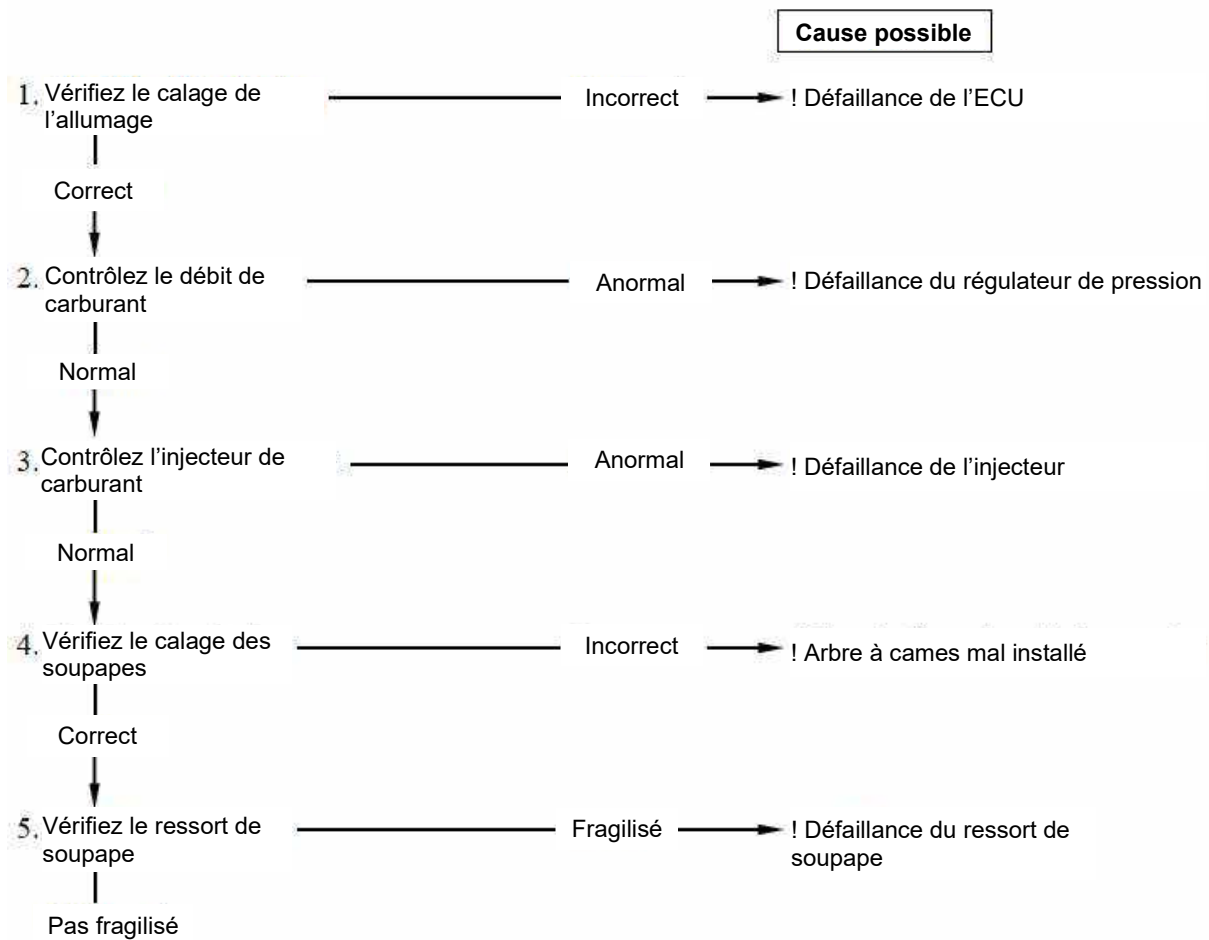 Cause possible
1. Vérifiez le calage de
l’allumage
Incorrect
! Défaillance de l’ECU
Correct
2. Contrôlez le débit de
carburant
Anormal
! Défaillance du régulateur de pression
Normal
3. Contrôlez l’injecteur de
carburant
Anormal
! Défaillance de l’injecteur
Normal
4. Vérifiez le calage des
soupapes
Incorrect
! Arbre à cames mal installé
Correct
5. Vérifiez le ressort de
soupape
Fragilisé
! Défaillance du ressort de
soupape
Pas fragilisé